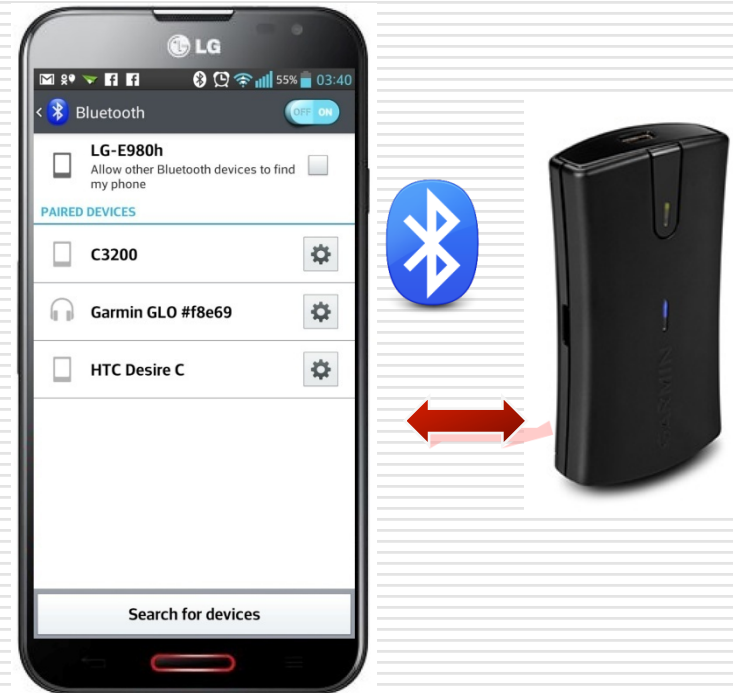 LG
55% 03:40
Bluetooth
OFF ON
LG-E980h
Allow other Bluetooth devices to find
my phone
PAIRED DEVICES
C3200
Garmin GLO #f8e69
HTC Desire C
Search for devices
GARMIN